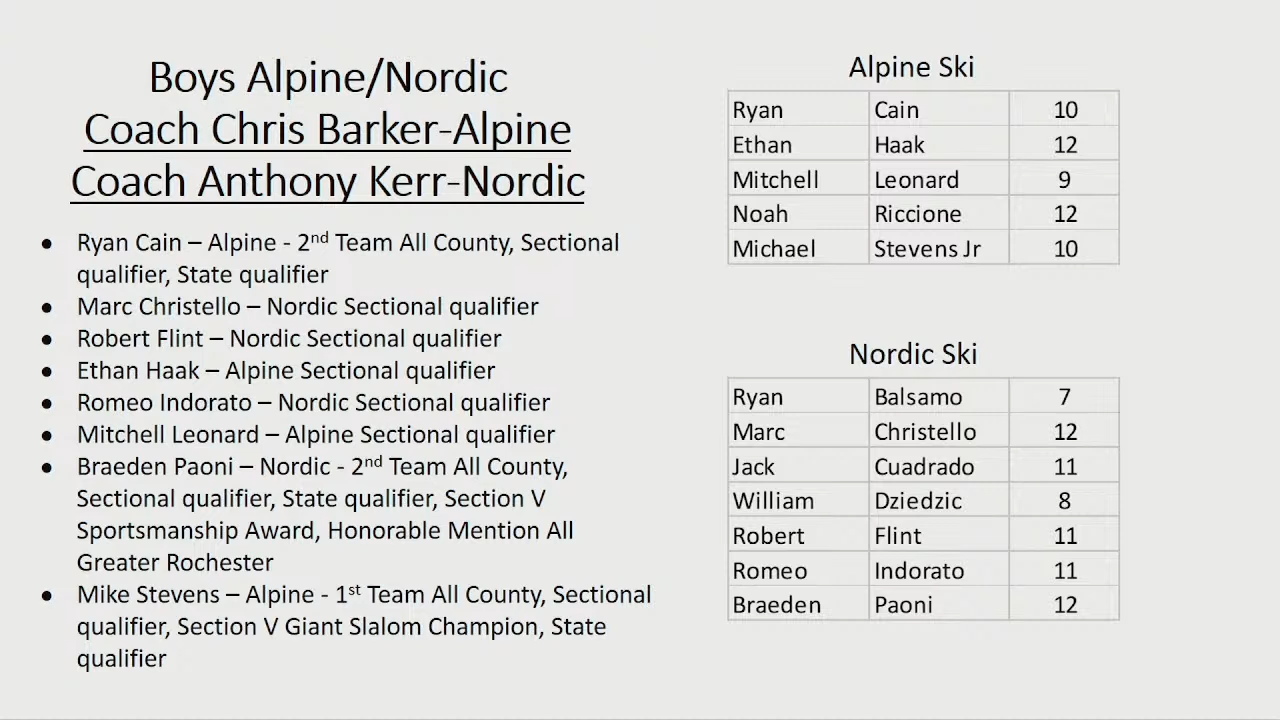 Boys Alpine/Nordic
Coach Chris Barker-Alpine
Coach Anthony Kerr-Nordic
• Ryan Cain – Alpine - 2nd Team All County, Sectional
qualifier, State qualifier
• Marc Christello – Nordic Sectional qualifier
• Robert Flint – Nordic Sectional qualifier
• Ethan Haak – Alpine Sectional qualifier
• Romeo Indorato – Nordic Sectional qualifier
• Mitchell Leonard – Alpine Sectional qualifier
• Braeden Paoni – Nordic - 2nd Team All County,
Sectional qualifier, State qualifier, Section V
Sportsmanship Award, Honorable Mention All
Greater Rochester
• Mike Stevens – Alpine - 1st Team All County, Sectional
qualifier, Section V Giant Slalom Champion, State
qualifier
Alpine Ski
Ryan Cain 10
Ethan Haak 12
Mitchell Leonard 9
Noah Riccione 12
Michael Stevens Jr 10
Nordic Ski
Ryan Balsamo 7
Marc Christello 12
Jack Cuadrado 11
William Dziedzic 8
Robert Flint 11
Romeo Indorato 11
Braeden Paoni 12